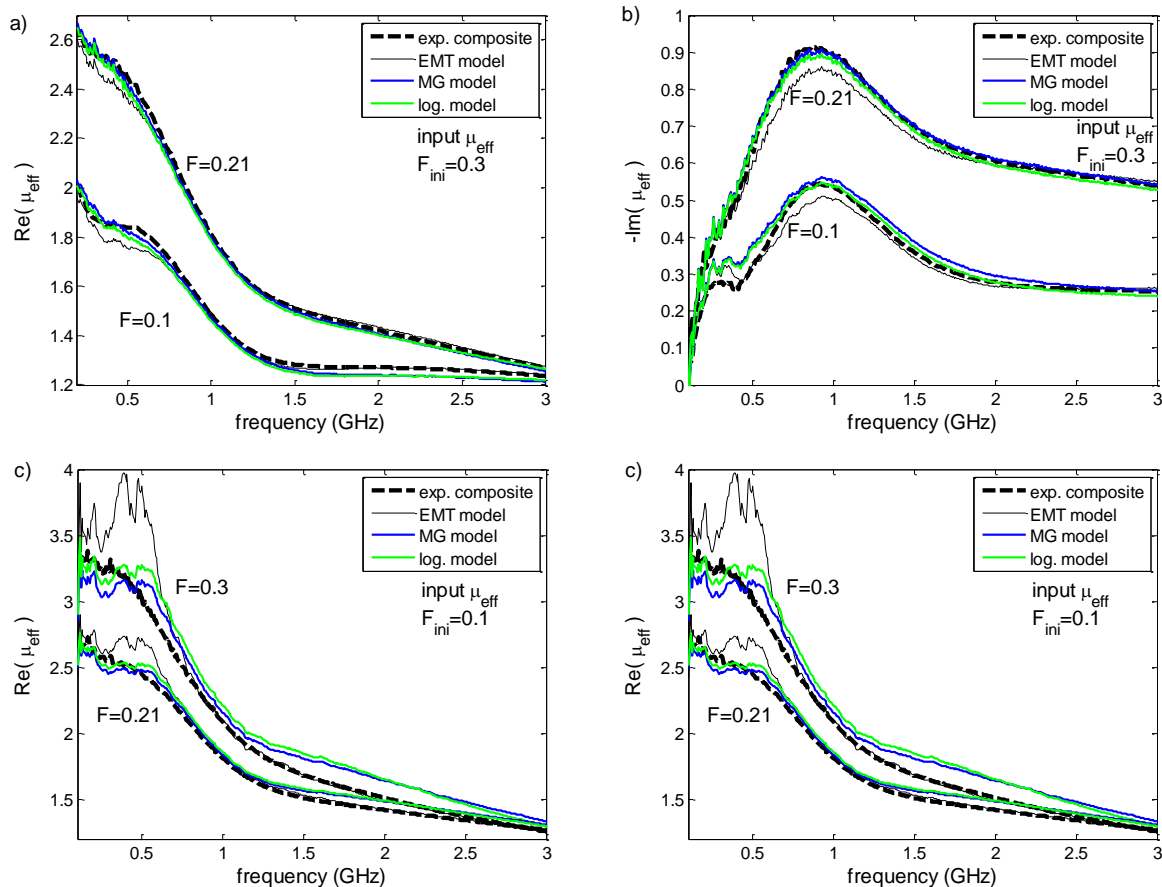 a)
2.6
2.4
2.2
2
1.8
1.6
1.4
1.2
Re( μeff)
0.5 1 1.5 2 2.5 3
frequency (GHz)
exp. composite
EMT model
MG model
log. model
input μeff
Fini=0.3
F=0.21
F=0.1
b)
1
0.9
0.8
0.7
0.6
0.5
0.4
0.3
0.2
0.1
0
-Im( μeff)
0.5 1 1.5 2 2.5 3
frequency (GHz)
exp. composite
EMT model
MG model
log. model
input μeff
Fini=0.3
F=0.21
F=0.1
c)
4
3.5
3
2.5
2
1.5
Re( μeff)
0.5 1 1.5 2 2.5 3
frequency (GHz)
exp. composite
EMT model
MG model
log. model
input μeff
Fini=0.1
F=0.3
F=0.21
c)
4
3.5
3
2.5
2
1.5
Re( μeff)
0.5 1 1.5 2 2.5 3
frequency (GHz)
exp. composite
EMT model
MG model
log. model
input μeff
Fini=0.1
F=0.3
F=0.21